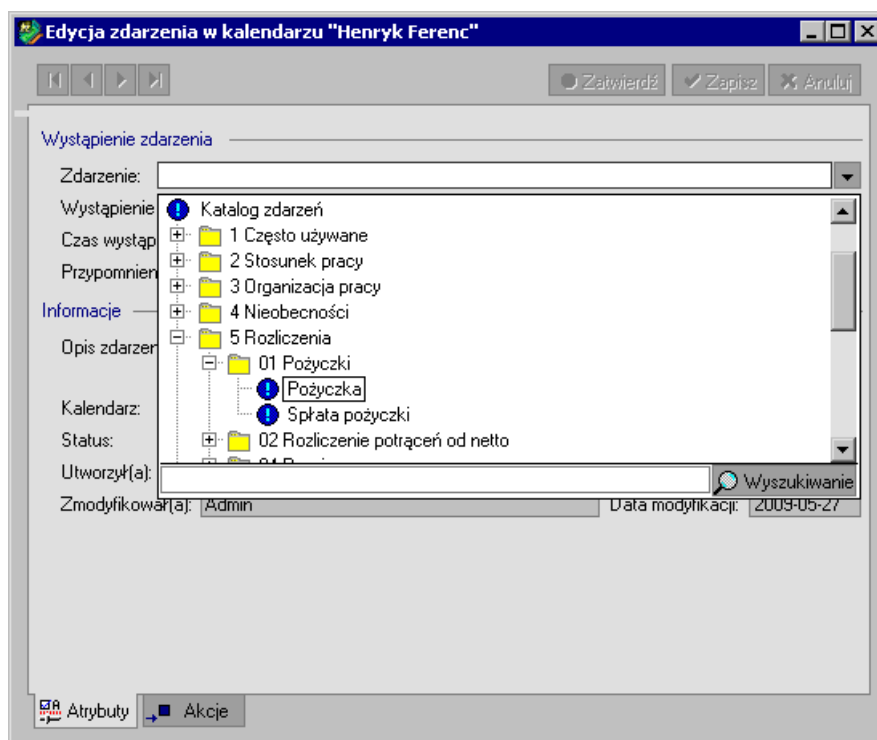 Edycja zdarzenia w kalendarzu "Henryk Ferenc"
Zatwierdź Zapisz Anuluj
Wystąpienie zdarzenia
Zdarzenie:
Wystąpienie
Katalog zdarzeń
1 Często używane
Czas wystąp
2 Stosunek pracy
Przypomnien
3 Organizacja pracy
Informacje
4 Nieobecności
5 Rozliczenia
Opis zdarzer
01 Pożyczki
Pożyczka
Kalendarz:
Spłata pożyczki
Status:
02 Rozliczenie potrąceń od netto
Utworzył(a):
Wyszukiwanie
Zmodyfikował(a): Admin Data modyfikacji: 2009-05-27
Atrybuty Akcje